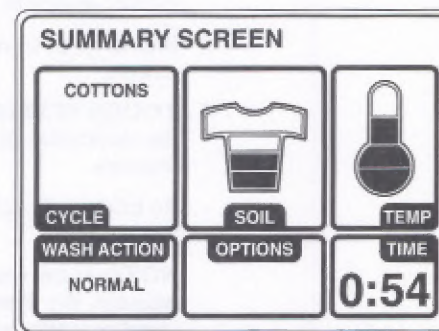 SUMMARY SCREEN
COTTONS
CYCLE
SOIL
TEMP
WASH ACTION
NORMAL
OPTIONS
TIME
0:54